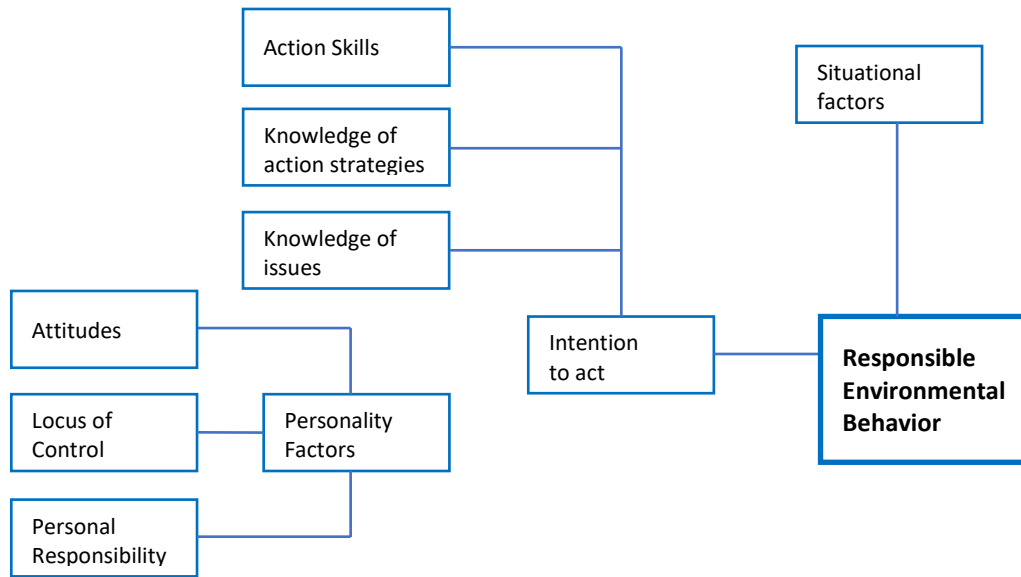 Action Skills
Situational
factors
Knowledge of
action strategies
Knowledge of
issues
Attitudes
Intention
to act
Responsible
Environmental
Behavior
Locus of
Control
Personality
Factors
Personal
Responsibility